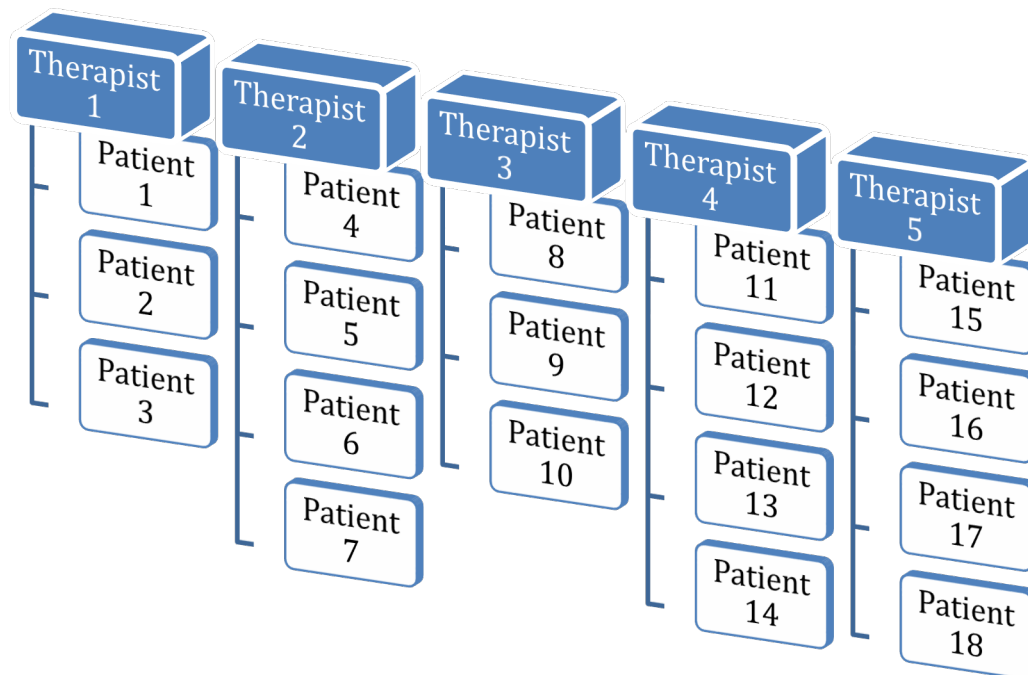 Therapist
1
Patient
1
Patient
2
Patient
3
Therapist
2
Patient
4
Patient
5
Patient
6
Patient
7
Therapist
3
Patient
8
Patient
9
Patient
10
Therapist
4
Patient
11
Patient
12
Patient
13
Patient
14
Therapist
5
Patient
15
Patient
16
Patient
17
Patient
18